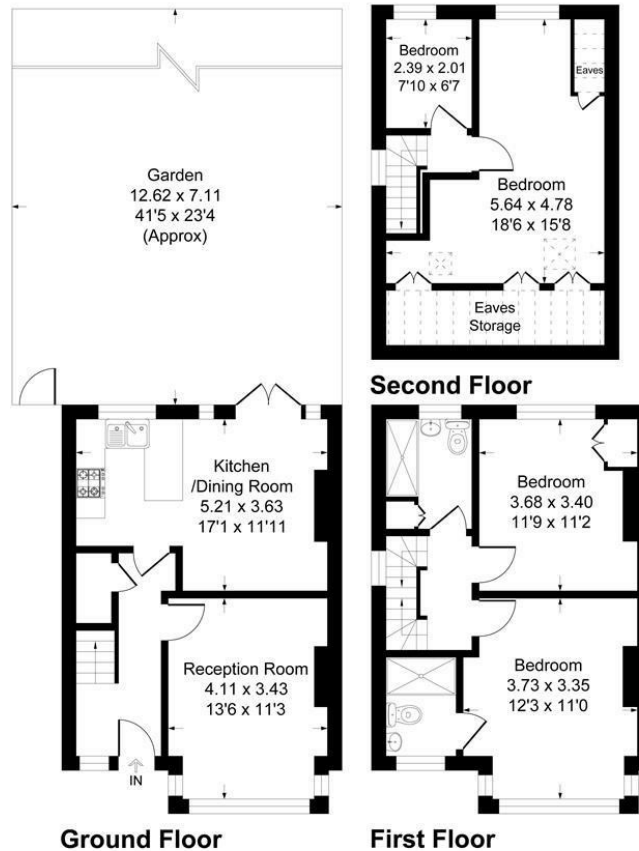 Garden
12.62 x 7.11
41'5 x 23'4
(Approx)
Bedroom
2.39 x 2.01
7'10 x 6'7
Eaves
Bedroom
5.64 x 4.78
18'6 x 15'8
Eaves
Storage
Second Floor
Kitchen
/Dining Room
5.21 x 3.63
17'1 x 11'11
Reception Room
4.11 x 3.43
13'6 x 11'3
IN
Ground Floor
Bedroom
3.68 x 3.40
11'9 x 11'2
Bedroom
3.73 x 3.35
12'3 x 11'0
First Floor